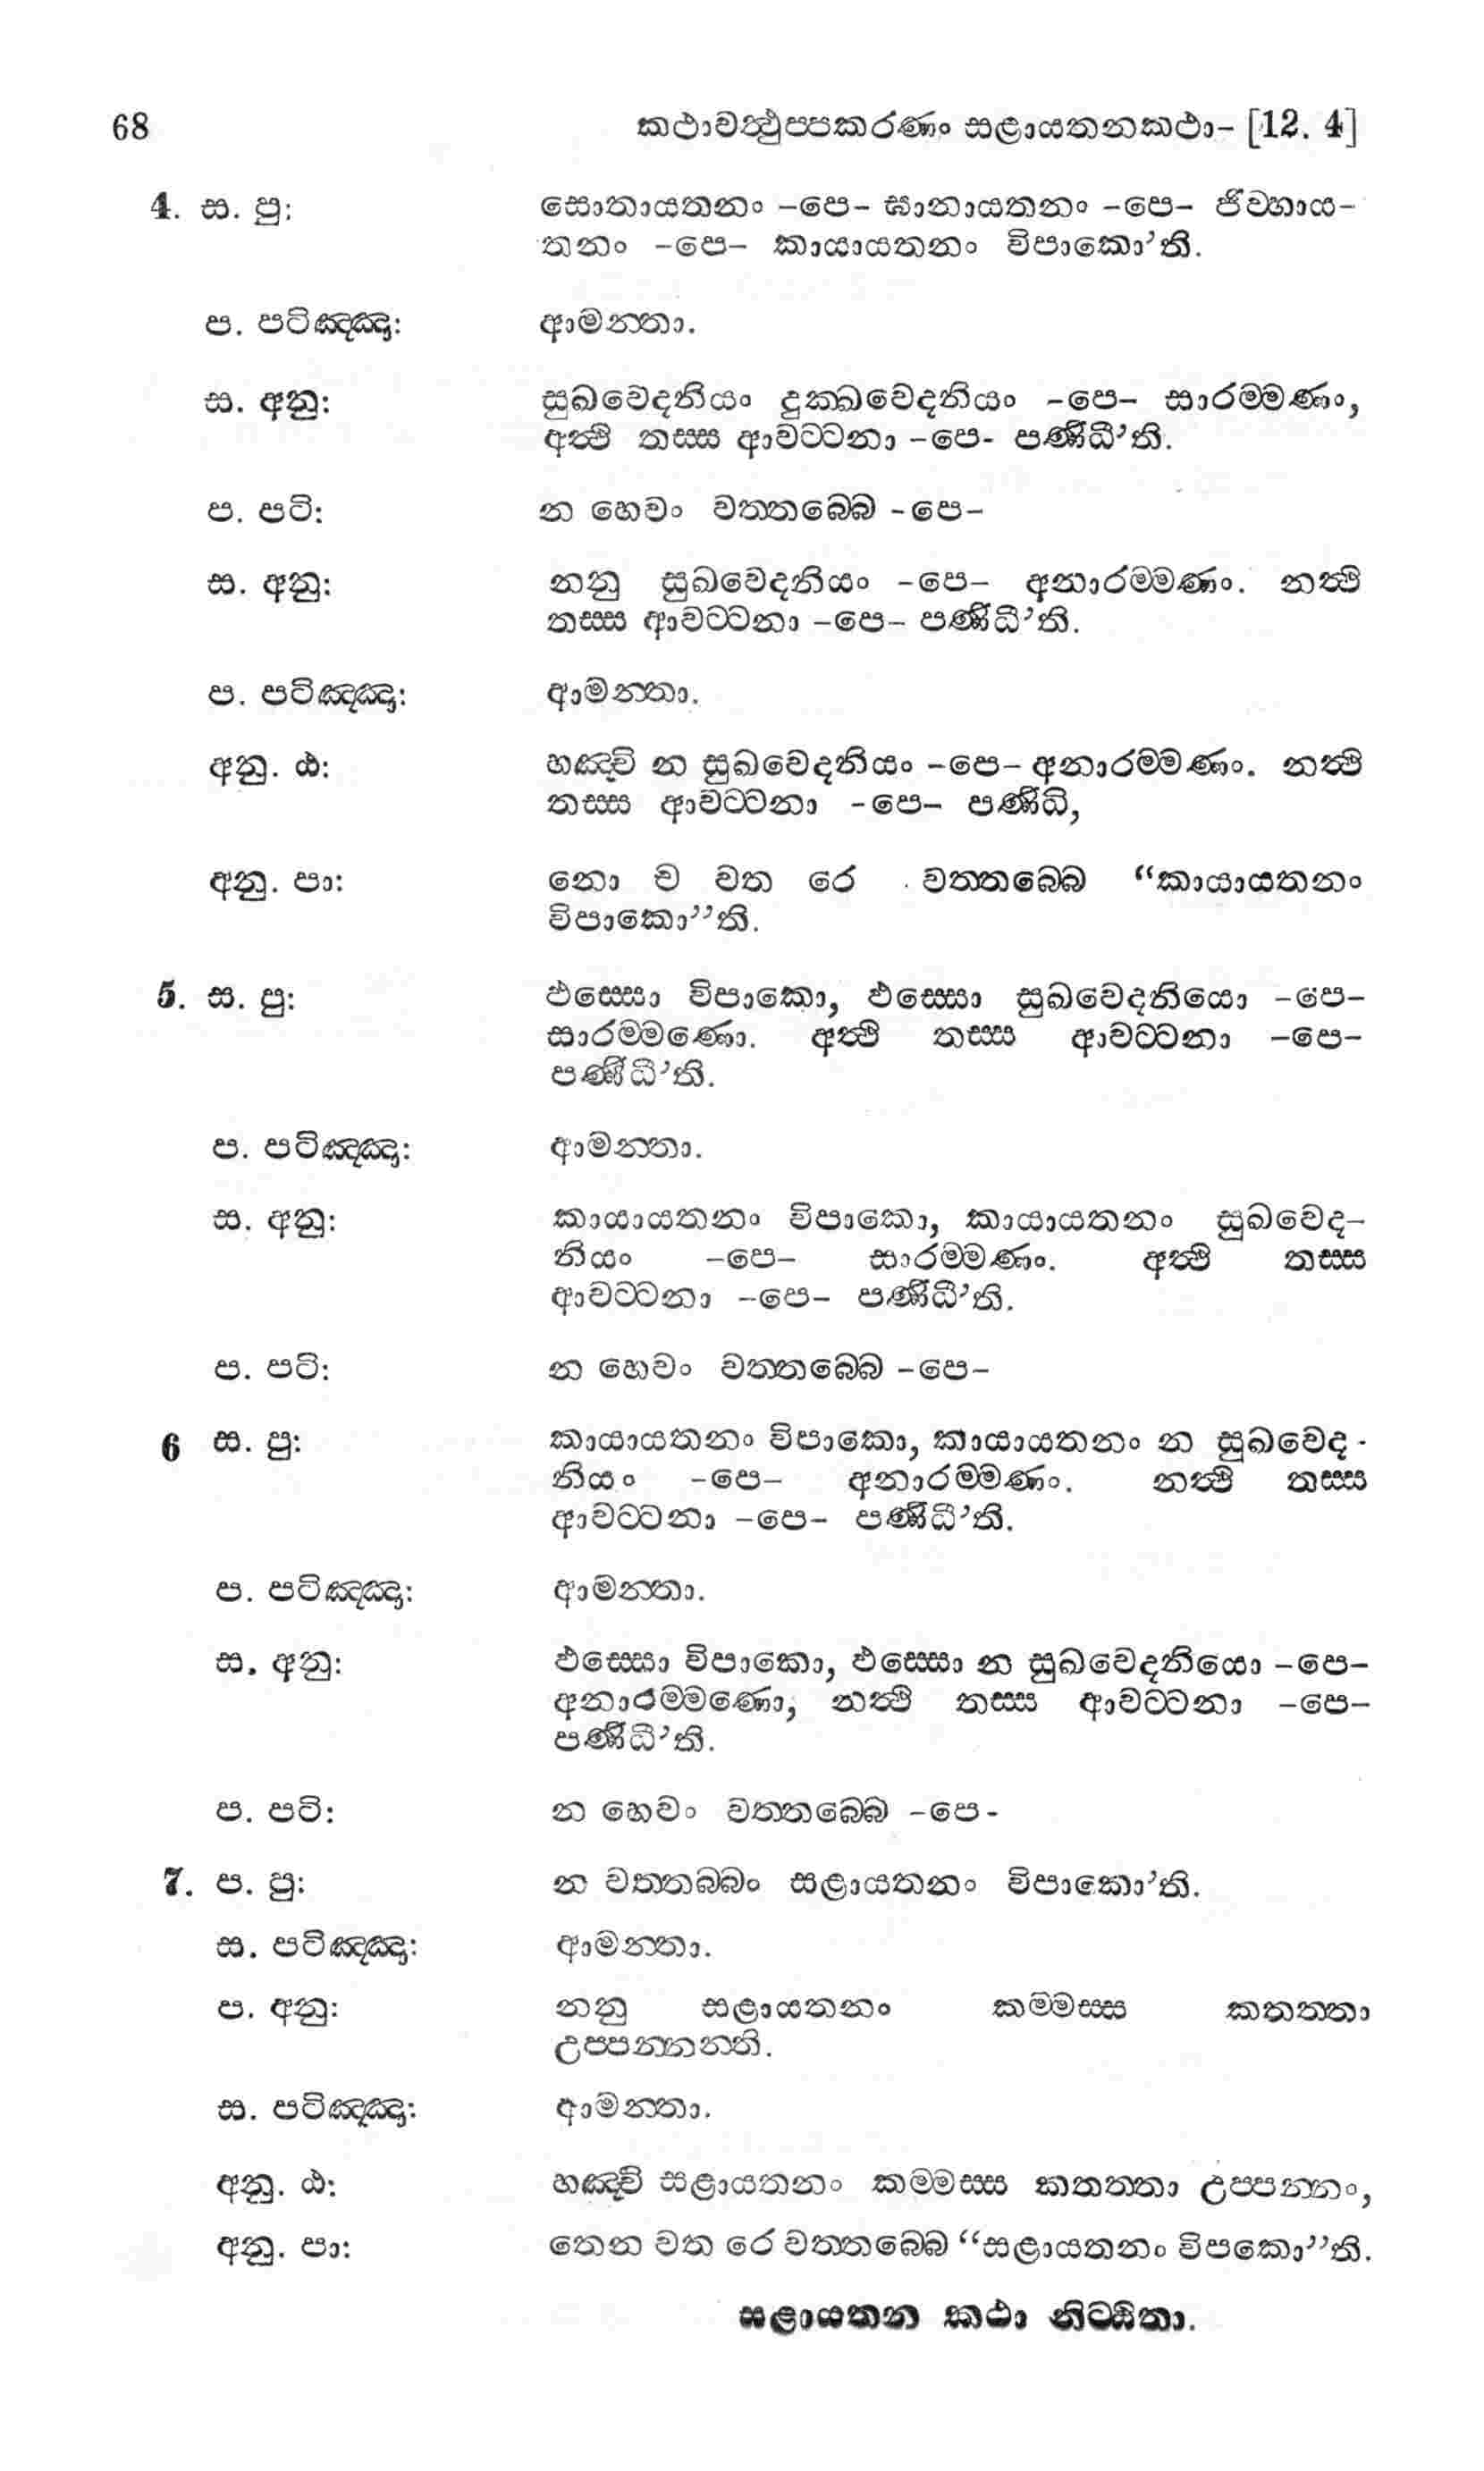 68 කථාවත්‍ථුප්පකරණං සළායතනකථා- [12. 4]
4. ස. පු: සොතායතනං -පෙ- ඝානායතනං -පෙ- ජිව්හාය-
තනං -පෙ- කායායතනං විපාකො’ති.
ප. පටිඤ්ඤා: ආමන්තා.
ස. අනු: සුඛවෙදනියං දුක්ඛවෙදනියං -පෙ- සාරම්මණං,
අත්‍ථි තස්ස ආවට්ටනා -පෙ- පණිධී’ති.
ප. පටි: න හෙවං වත්තබ්බෙ -පෙ-
ස. අනු: නනු සුඛවෙදනියං -පෙ- අනාරම්මණං. නත්‍ථි
තස්ස ආවට්ටනා -පෙ- පණිධී’ති.
ප. පටිඤ්ඤා: ආමන්තා.
අනු. ඨ: හඤ්චි න සුඛවෙදනියං -පෙ- අනාරම්මණං. නත්‍ථි
තස්ස ආවට්ටනා -පෙ- පණිධි,
අනු. පා: නො ච වත රෙ වත්තබ්බෙ “කායායතනං
විපාකො”ති.
5. ස. පු: ඵස්සො විපාකො, ඵස්සො සුඛවෙදනියො -පෙ-
සාරම්මණො. අත්‍ථි තස්ස ආවට්ටනා -පෙ-
පණිධී’ති.
ප. පටිඤ්ඤා: ආමන්තා.
ස. අනු: කායායතනං විපාකො, කායායතනං සුඛවෙද-
නියං -පෙ- සාරම්මණං. අත්‍ථි තස්ස
ආවට්ටනා -පෙ- පණිධී’ති.
ප. පටි: න හෙවං වත්තබ්බෙ -පෙ-
6 ස. පු: කායායතනං විපාකො, කායායතනං න සුඛවෙද-
නියං -පෙ- අනාරම්මණං. නත්‍ථි තස්ස
ආවට්ටනා -පෙ- පණිධී’ති.
ප. පටිඤ්ඤා: ආමන්තා.
ස. අනු: ඵස්සො විපාකො, ඵස්සො න සුඛවෙදනියො -පෙ-
අනාරම්මණො, නත්‍ථි තස්ස ආවට්ටනා -පෙ-
පණිධී’ති.
ප. පටි: න හෙවං වත්තබ්බෙ -පෙ-
7. ප. පු: න වත්තබ්බං සළායතනං විපාකො’ති.
ස. පටිඤ්ඤා: ආමන්තා.
ප. අනු: නනු සළායතනං කම්මස්ස කතත්තා
උප්පන්නන්ති.
ස. පටිඤ්ඤා: ආමන්තා.
අනු. ඨ: හඤ්චි සළායතනං කම්මස්ස කතත්තා උප්පන්නං,
අනු. පා: තෙන වත රෙ වත්තබ්බෙ “සළායතනං විපකො”ති.
සළායතන කථා නිට්ඨිතා.